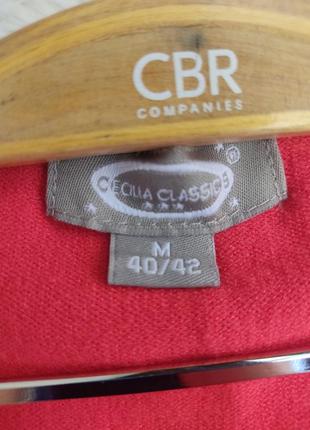 CBR
COMPANIES
CECILIA CLASSICS
M
40/42